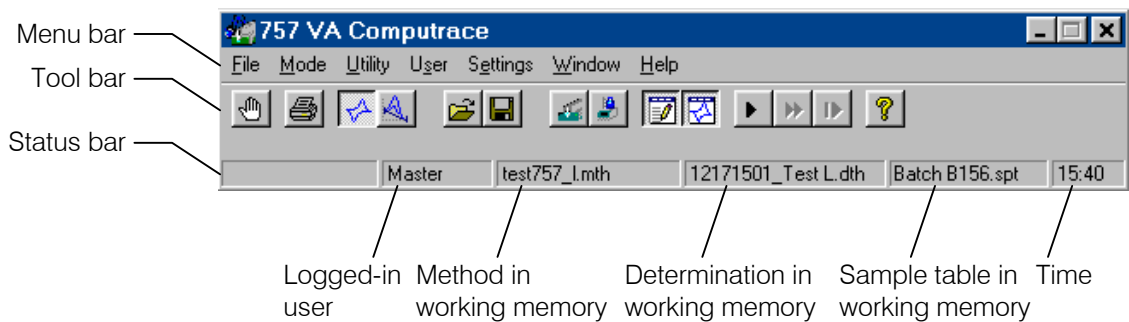 757 VA Computrace
Menu bar
File Mode Utility User Settings Window Help
Tool bar
Status bar
Master test757_l.mth 12171501_Test L.dth Batch B156.spt 15:40
Logged-in user
Method in working memory
Determination in working memory
Sample table in working memory
Time